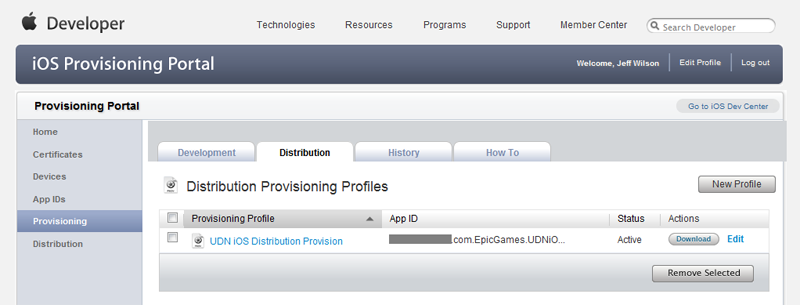 Developer
Technologies Resources Programs Support Member Center Search Developer
iOS Provisioning Portal
Welcome, Jeff Wilson Edit Profile Log out
Provisioning Portal
Go to iOS Dev Center
Home
Certificates
Devices
App IDs
Provisioning
Distribution
Development Distribution History How To
Distribution Provisioning Profiles
New Profile
Provisioning Profile App ID Status Actions
UDN iOS Distribution Provision .com.EpicGames.UDNiO... Active Download Edit
Remove Selected